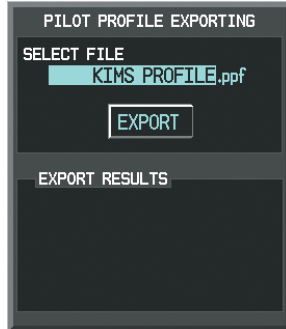 PILOT PROFILE EXPORTING
SELECT FILE
KIMS PROFILE.ppf
EXPORT
EXPORT RESULTS